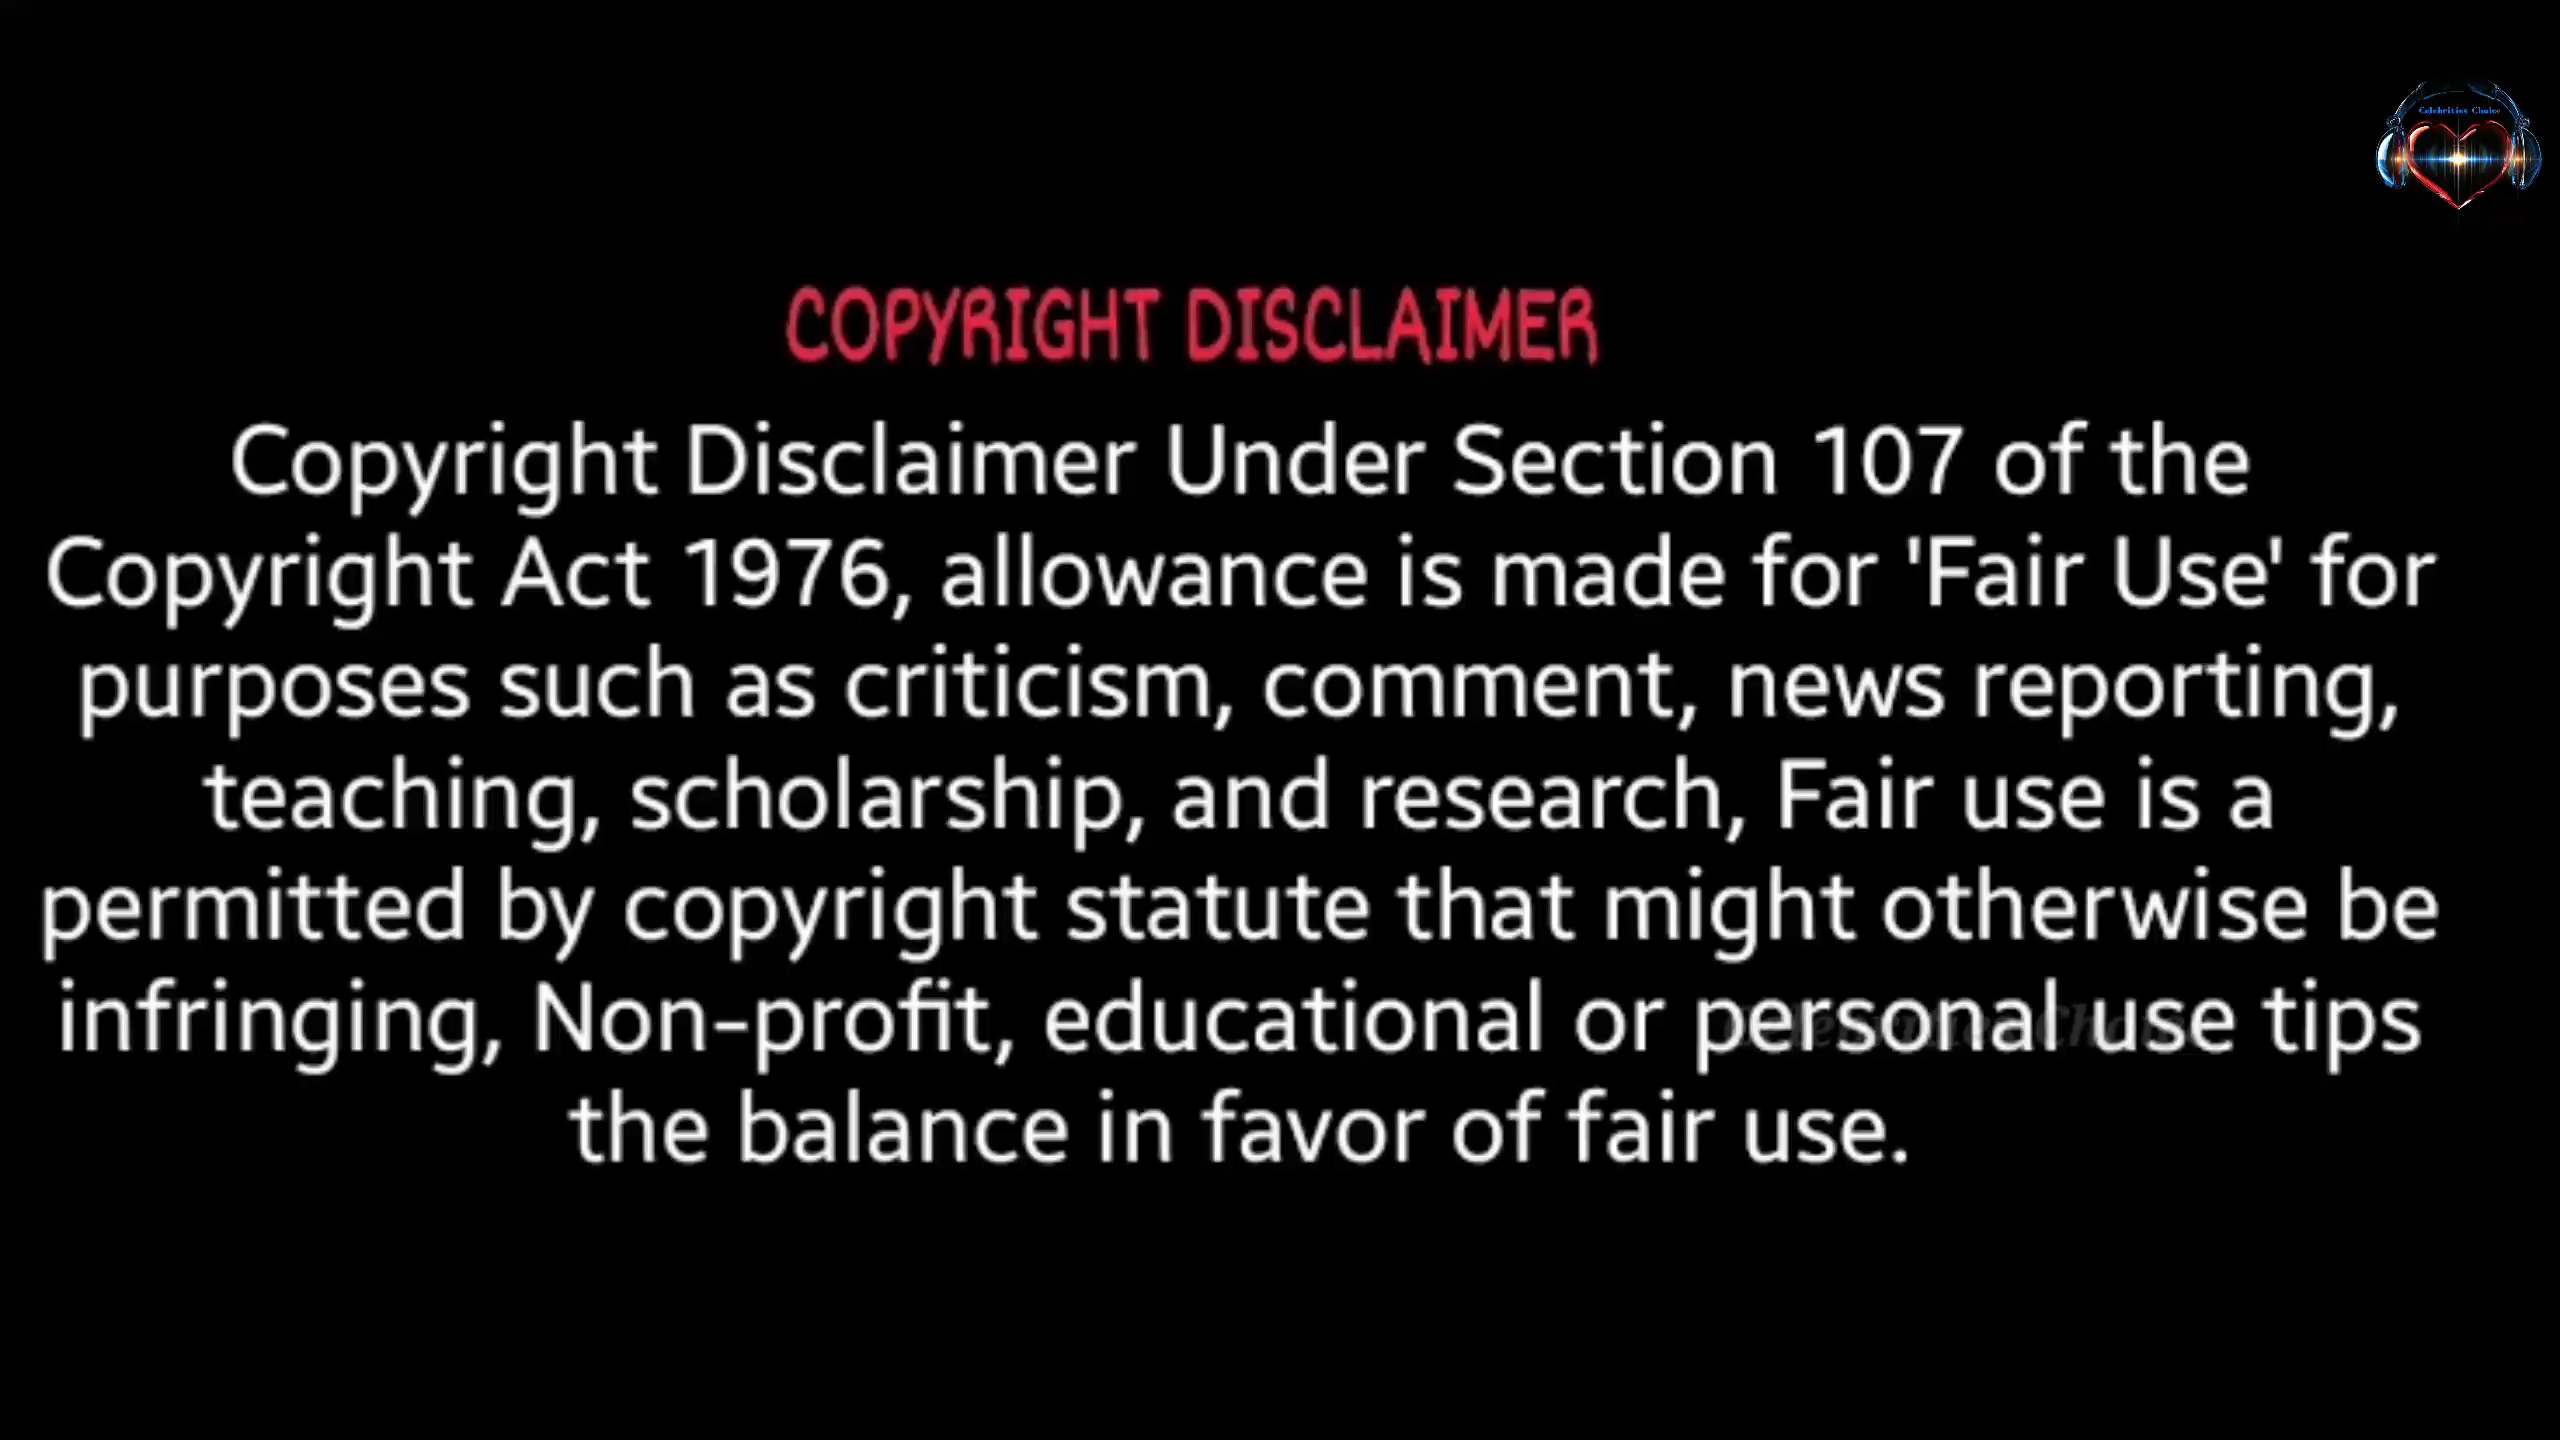 Celebrities Choice
COPYRIGHT DISCLAIMER
Copyright Disclaimer Under Section 107 of the
Copyright Act 1976, allowance is made for 'Fair Use' for
purposes such as criticism, comment, news reporting,
teaching, scholarship, and research, Fair use is a
permitted by copyright statute that might otherwise be
infringing, Non-profit, educational or personal use tips
the balance in favor of fair use.